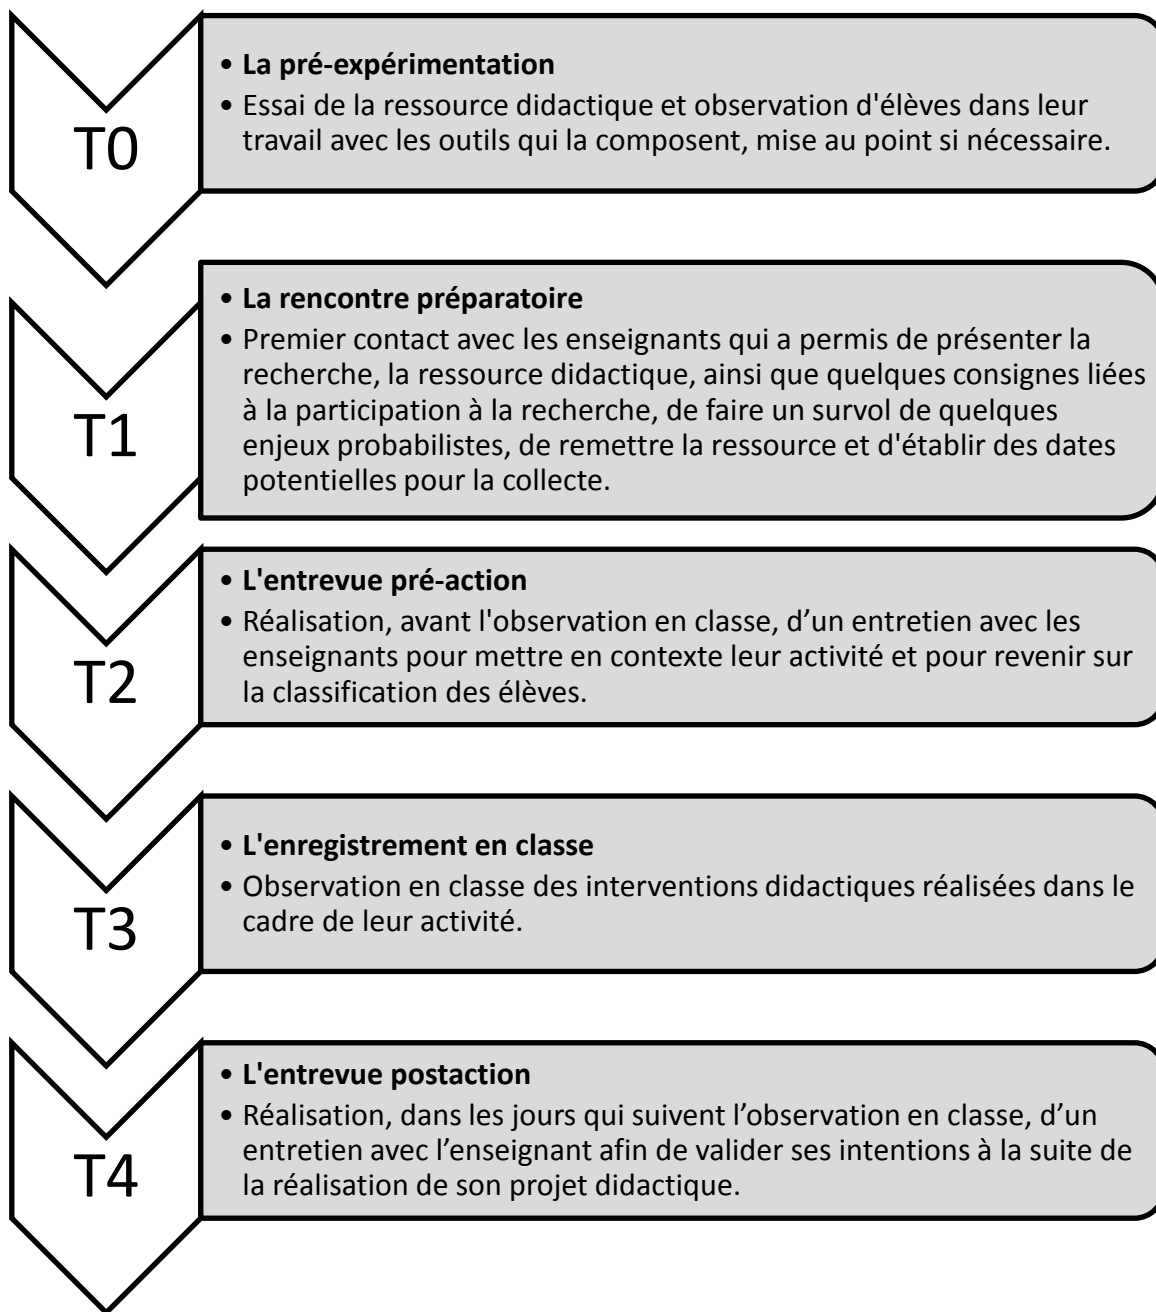 T0
• La pré-expérimentation
• Essai de la ressource didactique et observation d'élèves dans leur
travail avec les outils qui la composent, mise au point si nécessaire.
T1
• La rencontre préparatoire
• Premier contact avec les enseignants qui a permis de présenter la
recherche, la ressource didactique, ainsi que quelques consignes liées
à la participation à la recherche, de faire un survol de quelques
enjeux probabilistes, de remettre la ressource et d'établir des dates
potentielles pour la collecte.
T2
• L'entrevue pré-action
• Réalisation, avant l'observation en classe, d’un entretien avec les
enseignants pour mettre en contexte leur activité et pour revenir sur
la classification des élèves.
T3
• L'enregistrement en classe
• Observation en classe des interventions didactiques réalisées dans le
cadre de leur activité.
T4
• L'entrevue postaction
• Réalisation, dans les jours qui suivent l’observation en classe, d’un
entretien avec l’enseignant afin de valider ses intentions à la suite de
la réalisation de son projet didactique.